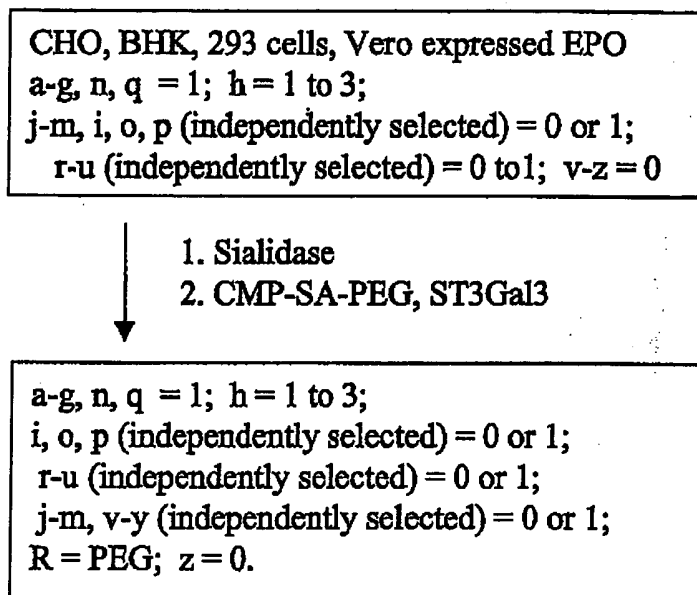 CHO, BHK, 293 cells, Vero expressed EPO
a-g, n, q = 1; h = 1 to 3;
j-m, i, o, p (independently selected) = 0 or 1;
r-u (independently selected) = 0 to1; v-z = 0
1. Sialidase
2. CMP-SA-PEG, ST3Gal3
a-g, n, q = 1; h = 1 to 3;
i, o, p (independently selected) = 0 or 1;
r-u (independently selected) = 0 or 1;
j-m, v-y (independently selected) = 0 or 1;
R = PEG; z = 0.